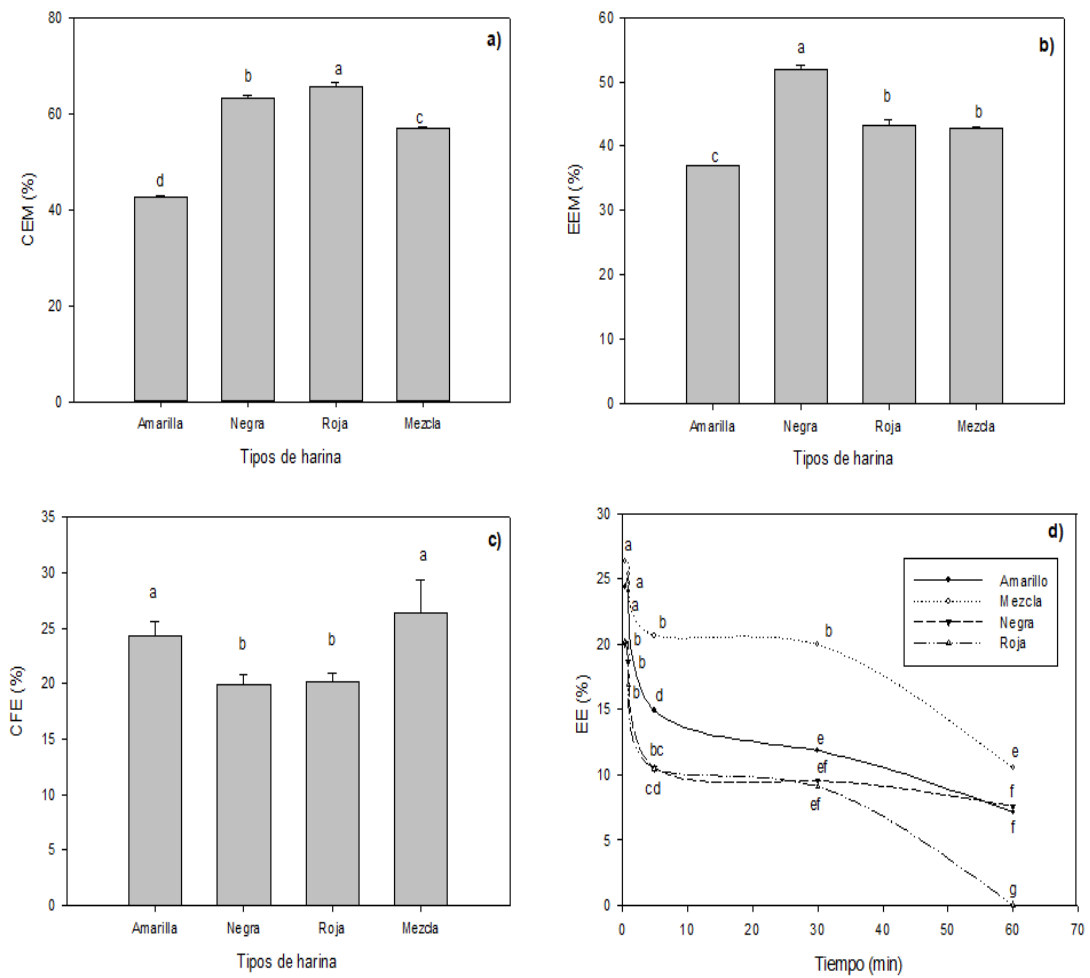 a)
80
60
40
20
0
CEM (%)
d
b
a
c
Amarilla Negra Roja Mezcla
Tipos de harina
b)
60
50
40
30
20
10
0
EEM (%)
c
a
b
b
Amarilla Negra Roja Mezcla
Tipos de harina
c)
35
30
25
20
15
10
5
0
CFE (%)
a
b
b
a
Amarilla Negra Roja Mezcla
Tipos de harina
d)
30
25
20
15
10
5
0
EE (%)
Amarillo
Mezcla
Negra
Roja
a
a
a
b
b
b
b
b
d
bc
cd
e
ef
ef
e
f
f
g
0 10 20 30 40 50 60 70
Tiempo (min)